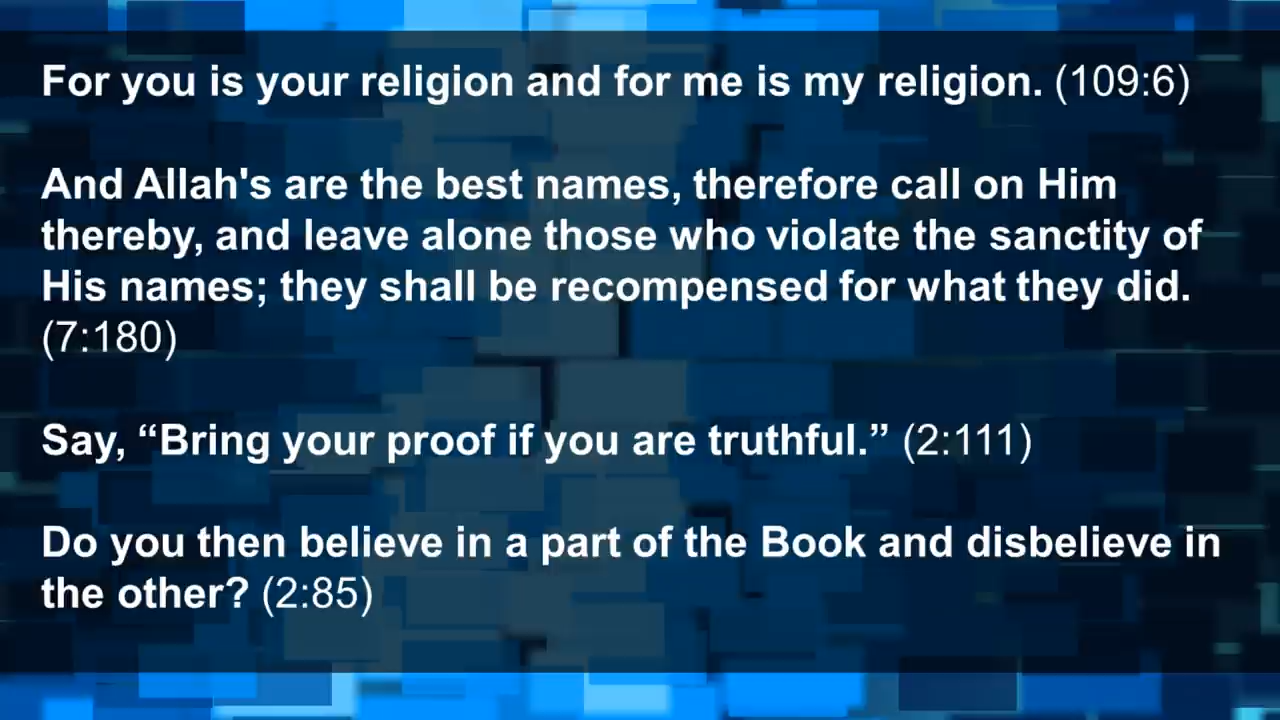 For you is your religion and for me is my religion. (109:6)
And Allah's are the best names, therefore call on Him
thereby, and leave alone those who violate the sanctity of
His names; they shall be recompensed for what they did.
(7:180)
Say, “Bring your proof if you are truthful.” (2:111)
Do you then believe in a part of the Book and disbelieve in
the other? (2:85)